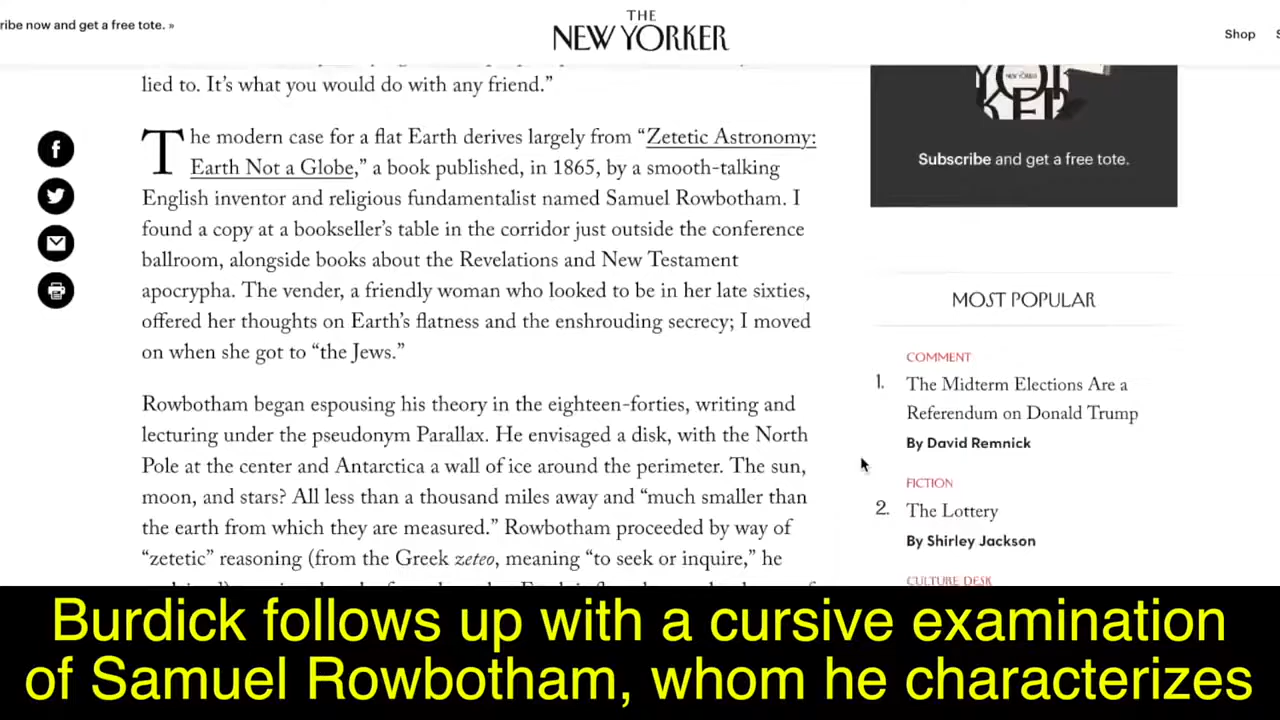 ribe now and get a free tote. »
THE
NEW YORKER
Shop
lied to. It’s what you would do with any friend.”
The modern case for a flat Earth derives largely from “Zetetic Astronomy:
Earth Not a Globe,” a book published, in 1865, by a smooth-talking
English inventor and religious fundamentalist named Samuel Rowbotham. I
found a copy at a bookseller’s table in the corridor just outside the conference
ballroom, alongside books about the Revelations and New Testament
apocrypha. The vender, a friendly woman who looked to be in her late sixties,
offered her thoughts on Earth’s flatness and the enshrouding secrecy; I moved
on when she got to “the Jews.”
Rowbotham began espousing his theory in the eighteen-forties, writing and
lecturing under the pseudonym Parallax. He envisaged a disk, with the North
Pole at the center and Antarctica a wall of ice around the perimeter. The sun,
moon, and stars? All less than a thousand miles away and “much smaller than
the earth from which they are measured.” Rowbotham proceeded by way of
“zetetic” reasoning (from the Greek zeteo, meaning “to seek or inquire,” he
Subscribe and get a free tote.
MOST POPULAR
COMMENT
1. The Midterm Elections Are a
Referendum on Donald Trump
By David Remnick
FICTION
2. The Lottery
By Shirley Jackson
CULTURE DESK
Burdick follows up with a cursive examination
of Samuel Rowbotham, whom he characterizes